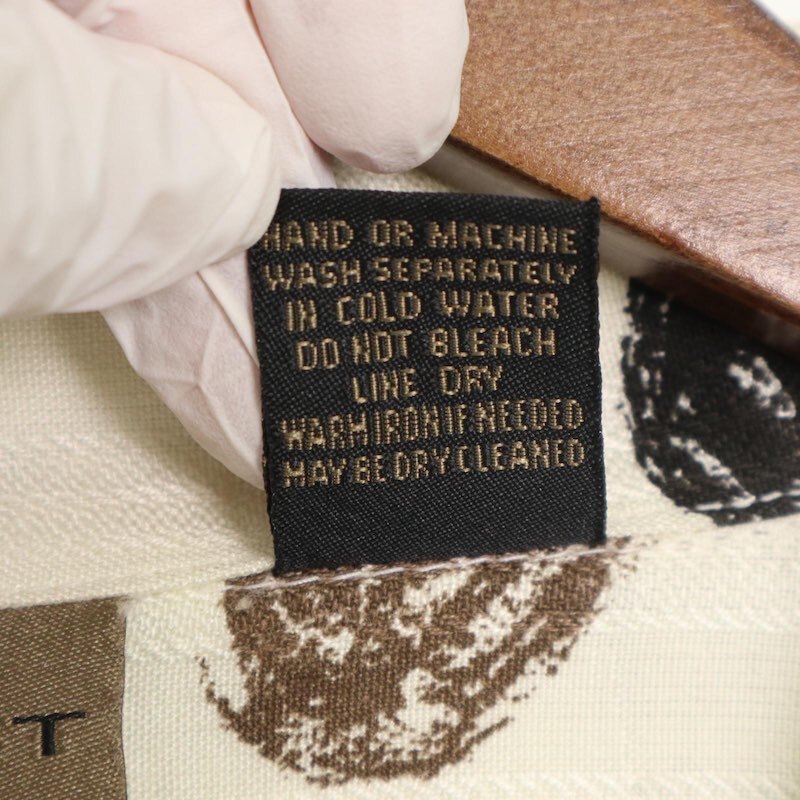 HAND OR MACHINE
WASH SEPARATELY
IN COLD WATER
DO NOT BLEACH
LINE DRY
WARM IRON IF NEEDED
MAY BE DRY CLEANED
T